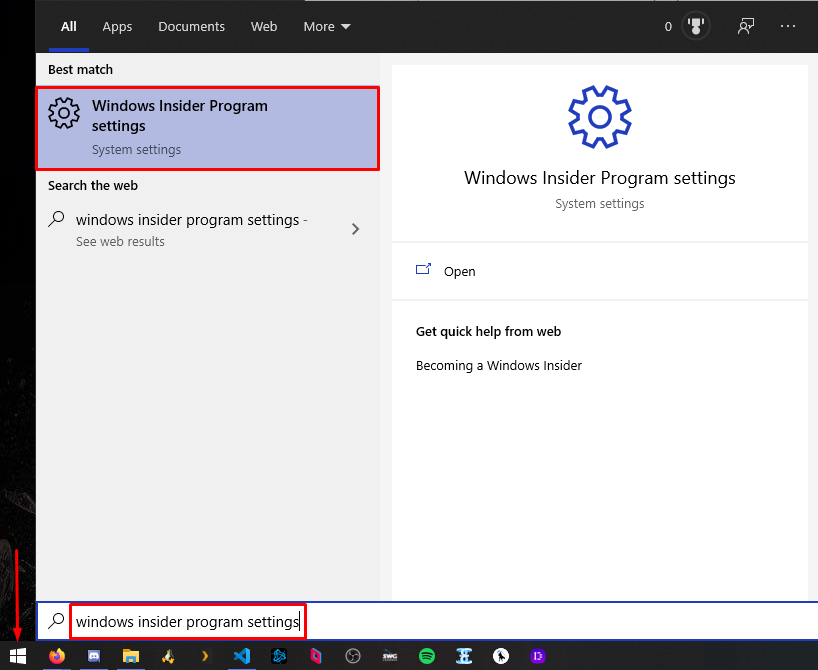 All Apps Documents Web More 0 ...
Best match
Windows Insider Program
settings
System settings
Search the web
windows insider program settings -
See web results
Windows Insider Program settings
System settings
Open
Get quick help from web
Becoming a Windows Insider
windows insider program settings
SWG